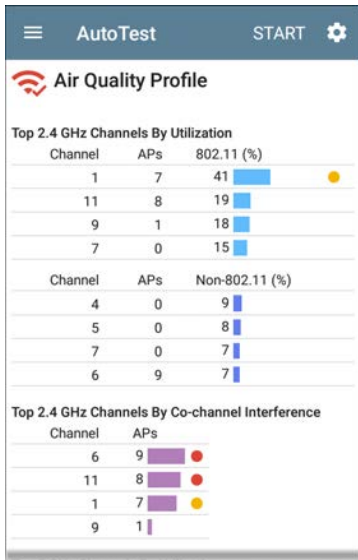 AutoTest START
Air Quality Profile
Top 2.4 GHz Channels By Utilization
Channel APs 802.11 (%)
1 7 41
11 8 19
9 1 18
7 0 15
Channel APs Non-802.11 (%)
4 0 9
5 0 8
7 0 7
6 9 7
Top 2.4 GHz Channels By Co-channel Interference
Channel APs
6 9
11 8
1 7
9 1